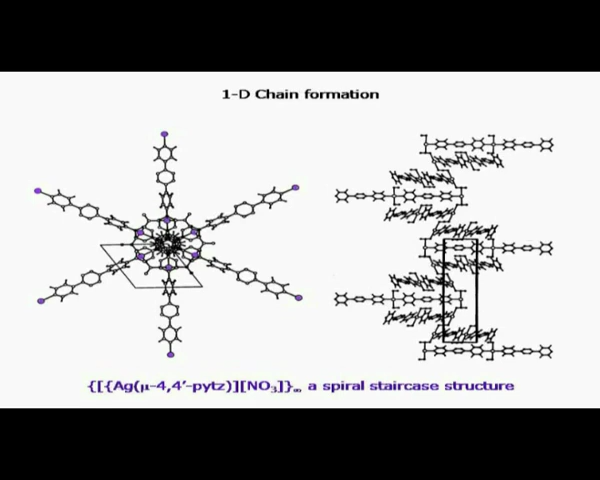 1-D Chain formation
{[{Ag(μ-4,4′-pytz)][NO₃]}∞ a spiral staircase structure